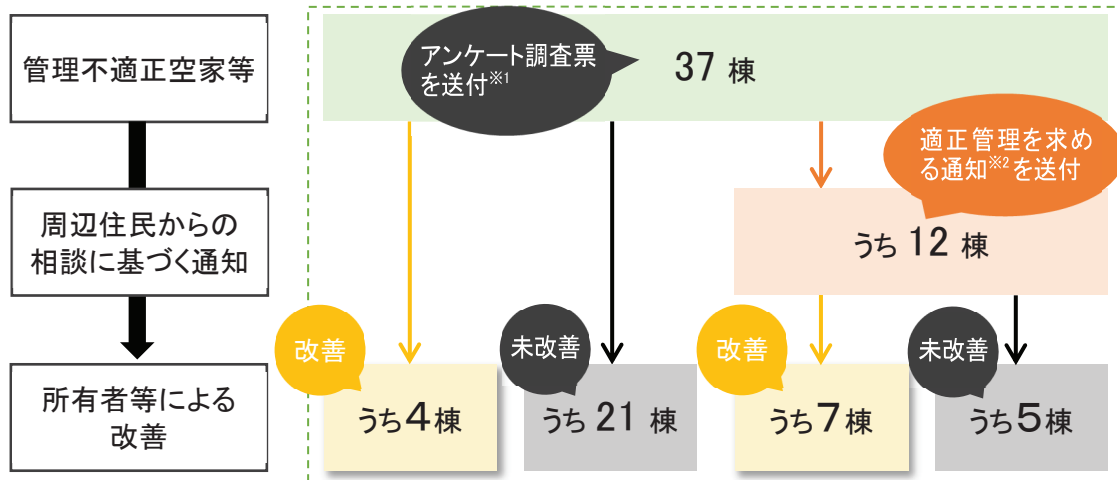 管理不適正空家等
アンケート調査票
を送付※1
37 棟
適正管理を求め
る通知※2を送付
周辺住民からの
相談に基づく通知
うち 12 棟
改善
未改善
改善
未改善
所有者等による
改善
うち4棟
うち 21 棟
うち7棟
うち5棟